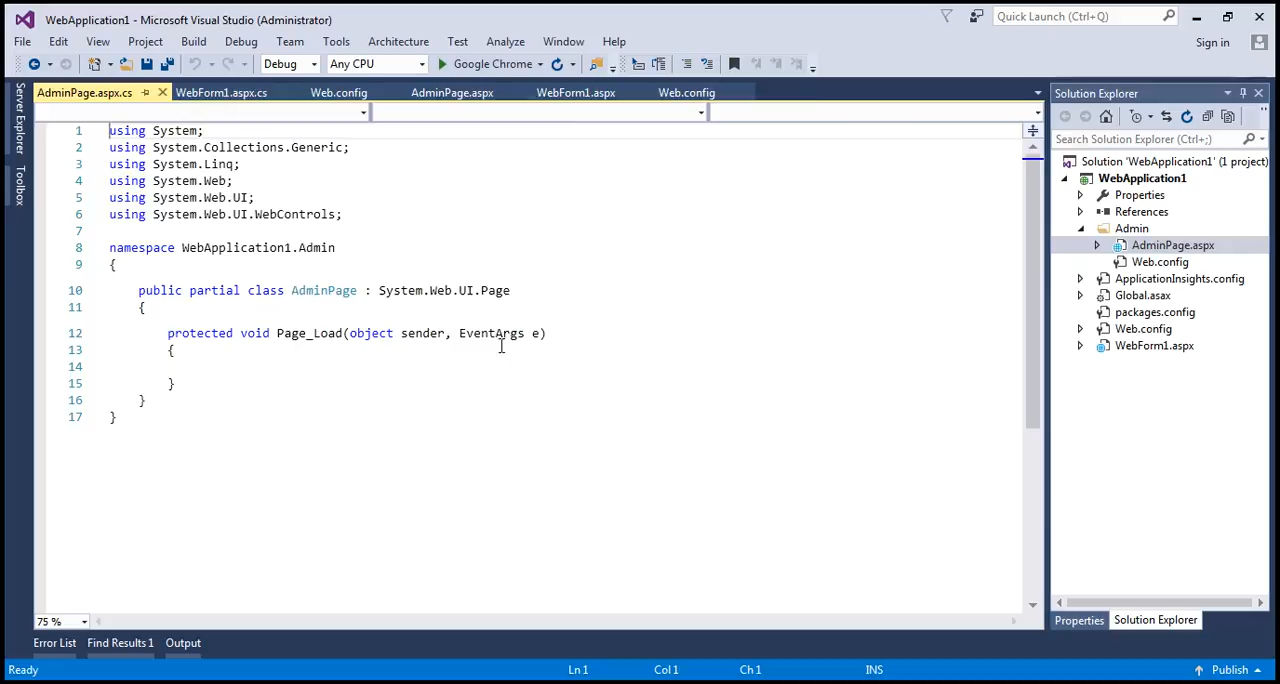 WebApplication1 - Microsoft Visual Studio (Administrator)
Quick Launch (Ctrl+Q)
File Edit View Project Build Debug Team Tools Architecture Test Analyze Window Help
Sign in
Debug Any CPU Google Chrome
Server Explorer
Toolbox
AdminPage.aspx.cs WebForm1.aspx.cs Web.config AdminPage.aspx WebForm1.aspx Web.config
1 using System;
2 using System.Collections.Generic;
3 using System.Linq;
4 using System.Web;
5 using System.Web.UI;
6 using System.Web.UI.WebControls;
7
8 namespace WebApplication1.Admin
9 {
10 public partial class AdminPage : System.Web.UI.Page
11 {
12 protected void Page_Load(object sender, EventArgs e)
13 {
14
15 }
16 }
17 }
75 %
Solution Explorer
Search Solution Explorer (Ctrl+;)
Solution 'WebApplication1' (1 project)
WebApplication1
Properties
References
Admin
AdminPage.aspx
Web.config
ApplicationInsights.config
Global.asax
packages.config
Web.config
WebForm1.aspx
Properties Solution Explorer
Error List Find Results 1 Output
Ready Ln 1 Col 1 Ch 1 INS Publish